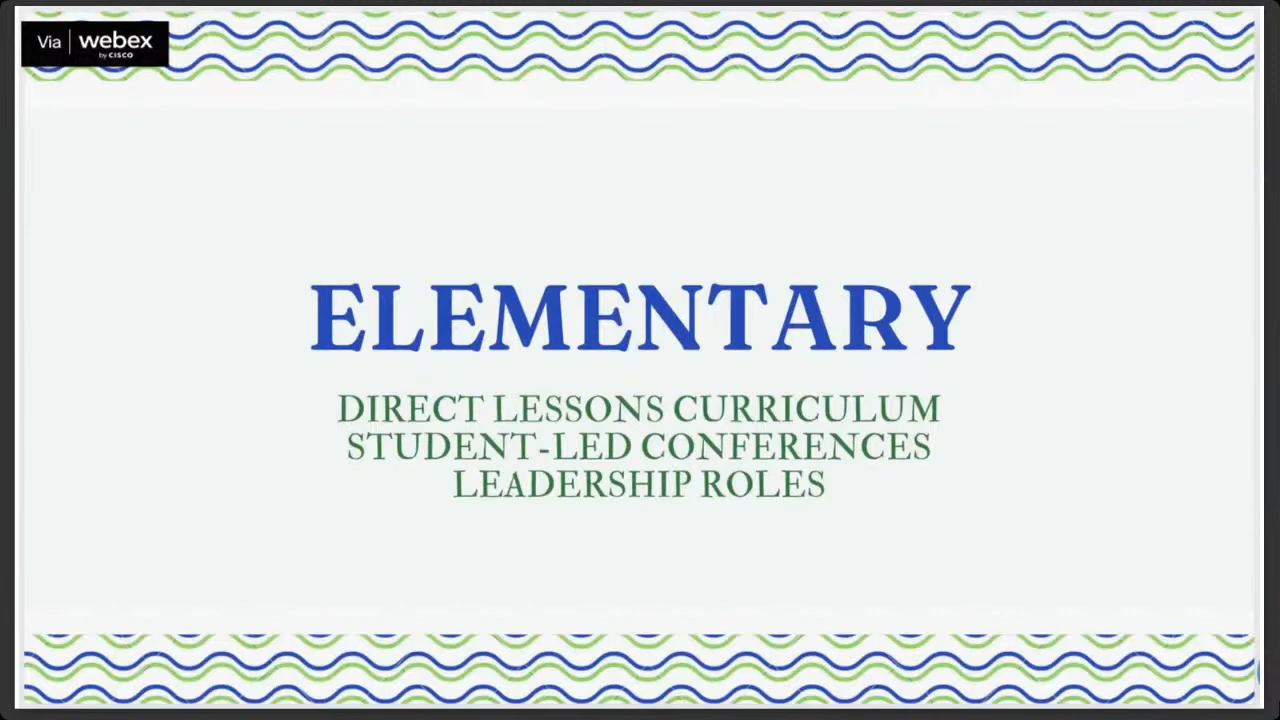 Via | webex
by CISCO
ELEMENTARY
DIRECT LESSONS CURRICULUM
STUDENT-LED CONFERENCES
LEADERSHIP ROLES